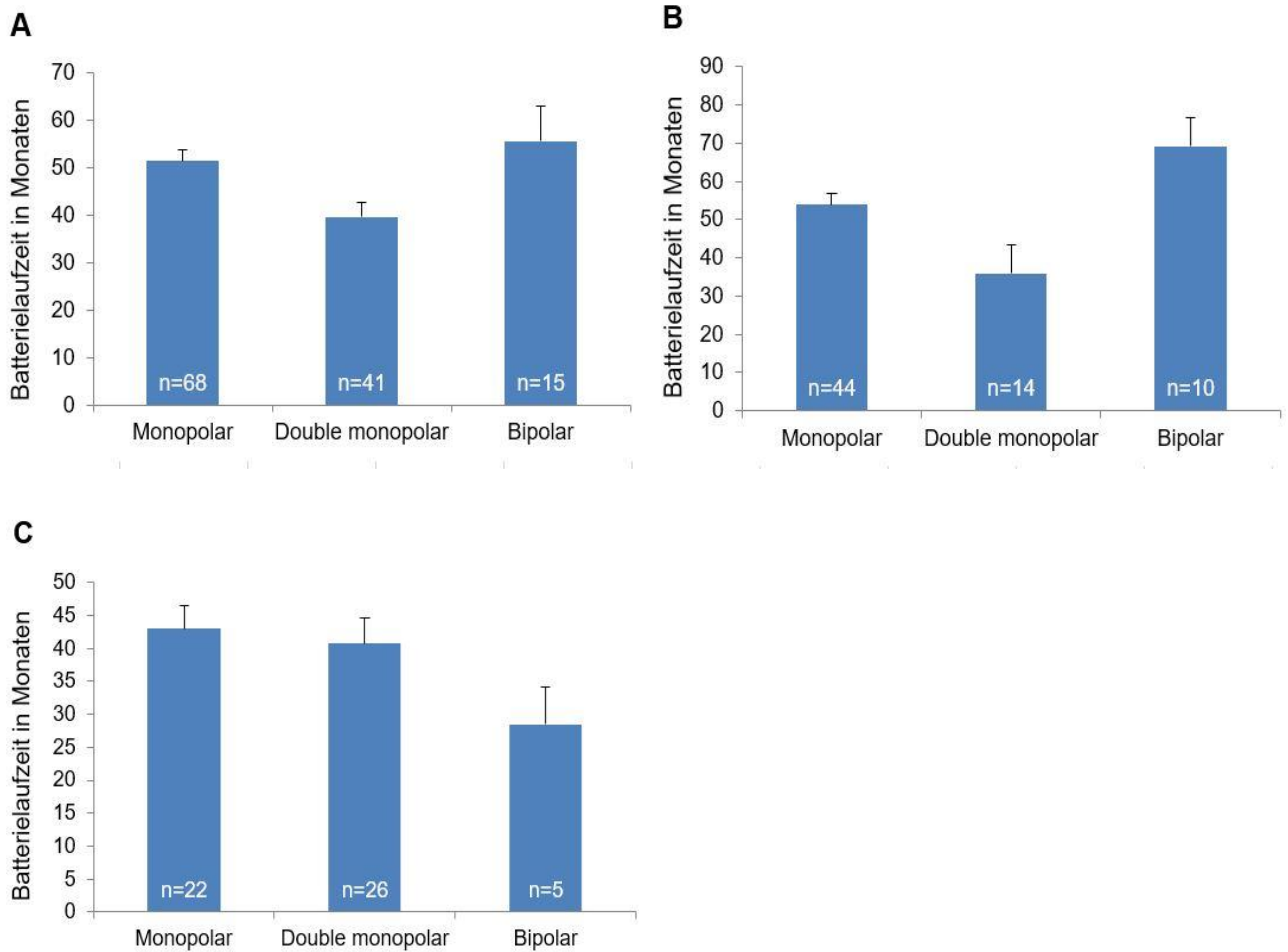 A
Batterielaufzeit in Monaten
70
60
50
40
30
20
10
0
n=68
n=41
n=15
Monopolar
Double monopolar
Bipolar
B
Batterielaufzeit in Monaten
90
80
70
60
50
40
30
20
10
0
n=44
n=14
n=10
Monopolar
Double monopolar
Bipolar
C
Batterielaufzeit in Monaten
50
45
40
35
30
25
20
15
10
5
0
n=22
n=26
n=5
Monopolar
Double monopolar
Bipolar